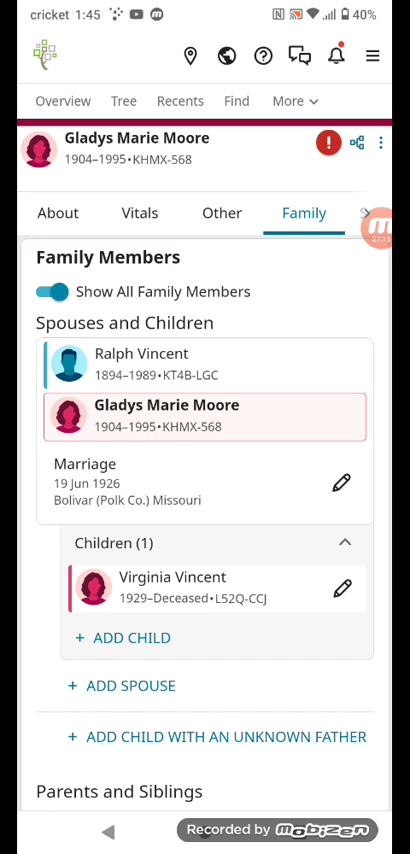 cricket 1:45 40%
Overview Tree Recents Find More
Gladys Marie Moore
1904–1995•KHMX-568
About Vitals Other Family
27:15
Family Members
Show All Family Members
Spouses and Children
Ralph Vincent
1894–1989•KT4B-LGC
Gladys Marie Moore
1904–1995•KHMX-568
Marriage
19 Jun 1926
Bolivar (Polk Co.) Missouri
Children (1)
Virginia Vincent
1929–Deceased•L52Q-CCJ
+ ADD CHILD
+ ADD SPOUSE
+ ADD CHILD WITH AN UNKNOWN FATHER
Parents and Siblings
Recorded by mobizen